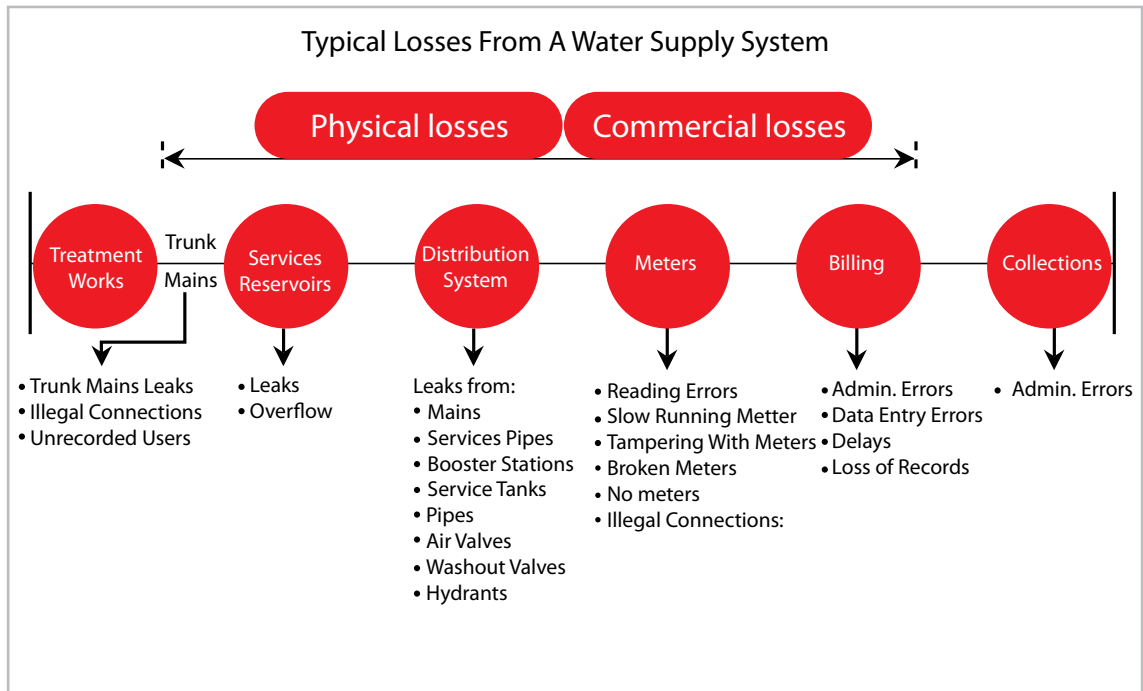 Typical Losses From A Water Supply System
Physical losses
Commercial losses
Treatment
Works
Trunk
Mains
Services
Reservoirs
Distribution
System
Meters
Billing
Collections
• Trunk Mains Leaks
• Illegal Connections
• Unrecorded Users
• Leaks
• Overflow
Leaks from:
• Mains
• Services Pipes
• Booster Stations
• Service Tanks
• Pipes
• Air Valves
• Washout Valves
• Hydrants
• Reading Errors
• Slow Running Metter
• Tampering With Meters
• Broken Meters
• No meters
• Illegal Connections:
• Admin. Errors
• Data Entry Errors
• Delays
• Loss of Records
• Admin. Errors